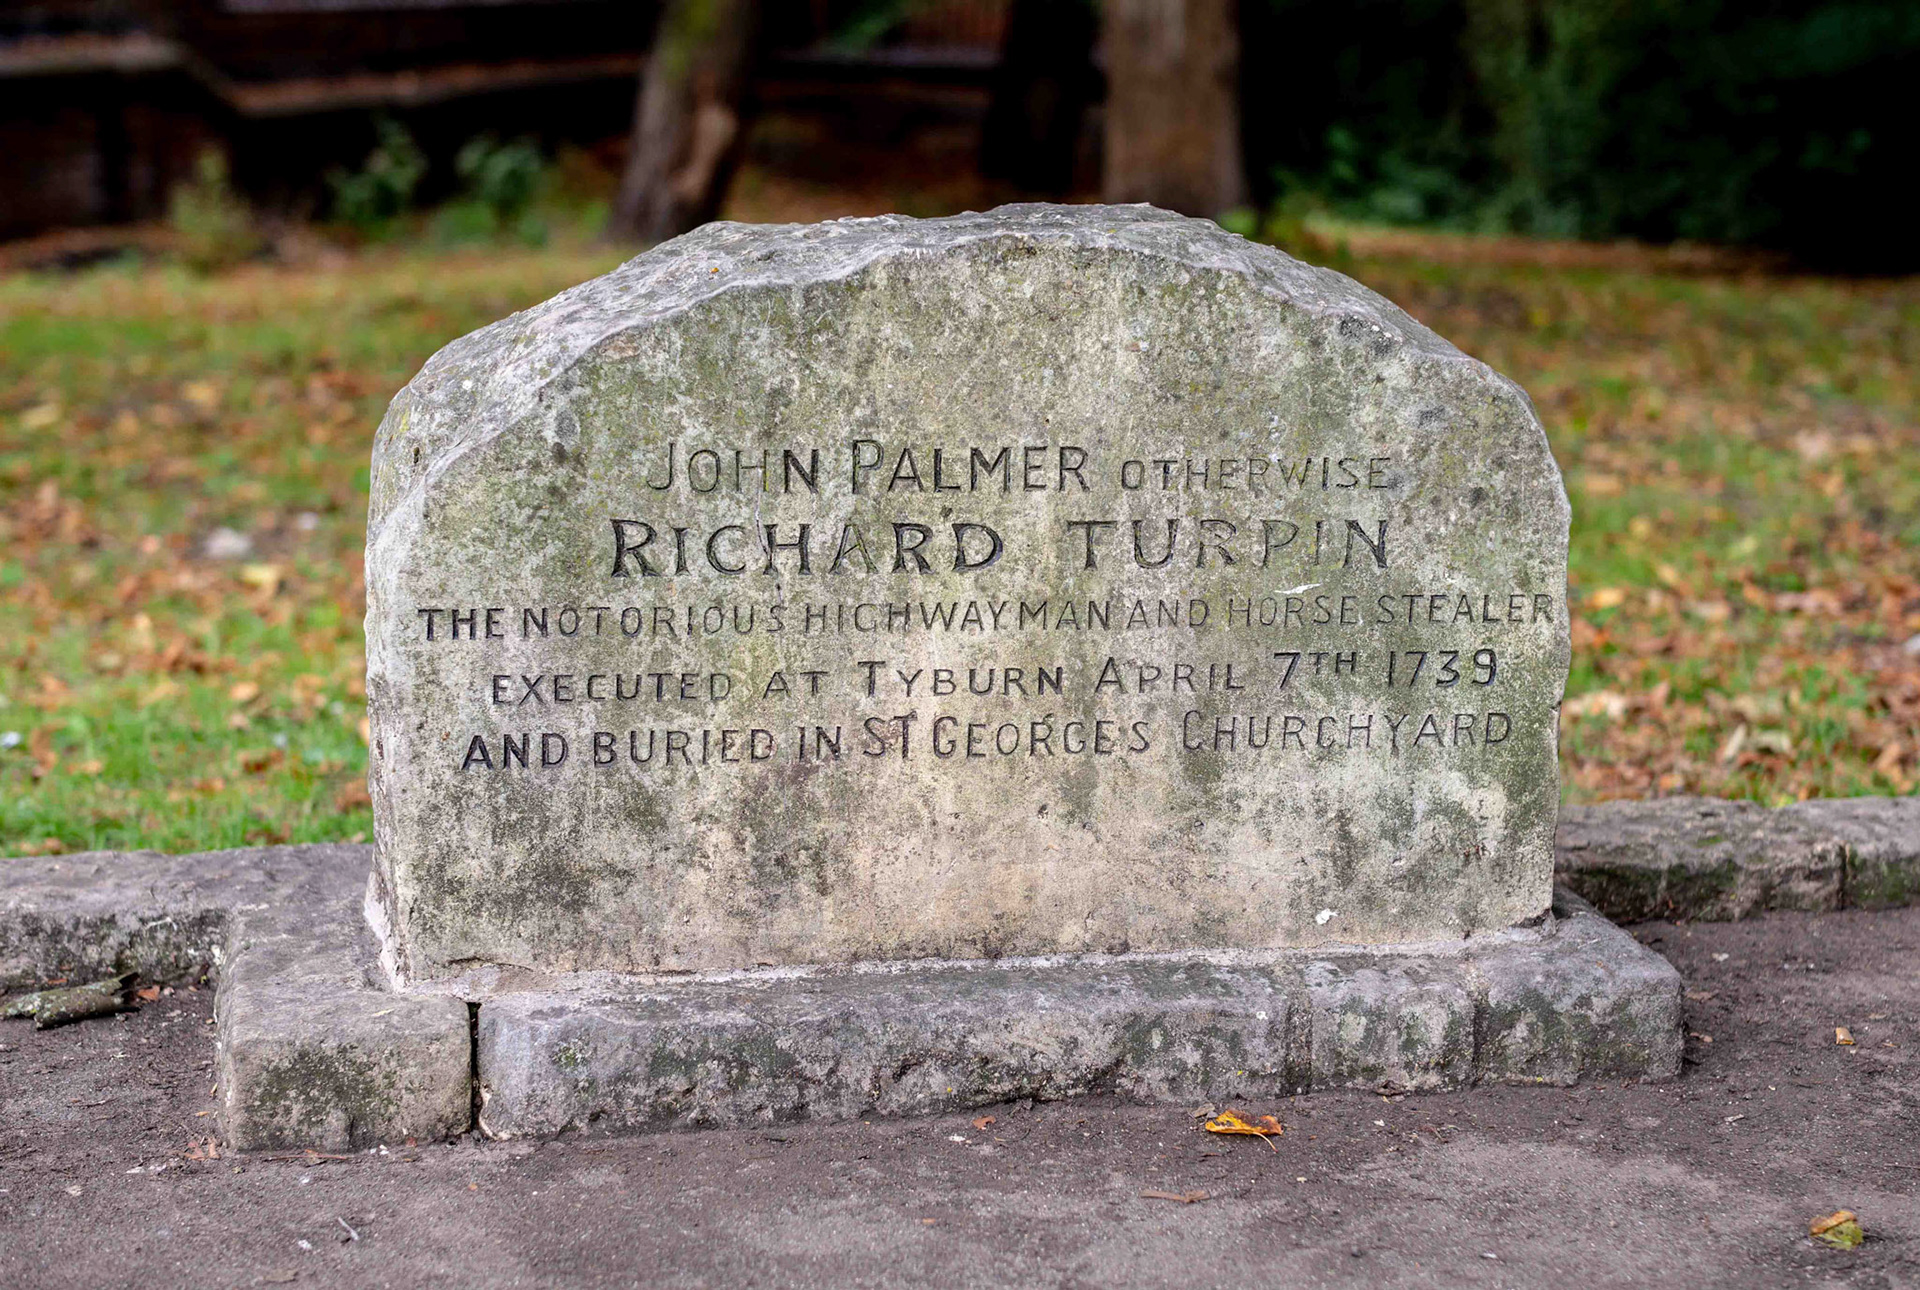 JOHN PALMER OTHERWISE
RICHARD TURPIN
THE NOTORIOUS HIGHWAYMAN AND HORSE STEALER
EXECUTED AT TYBURN APRIL 7TH 1739
AND BURIED IN ST GEORGES CHURCHYARD